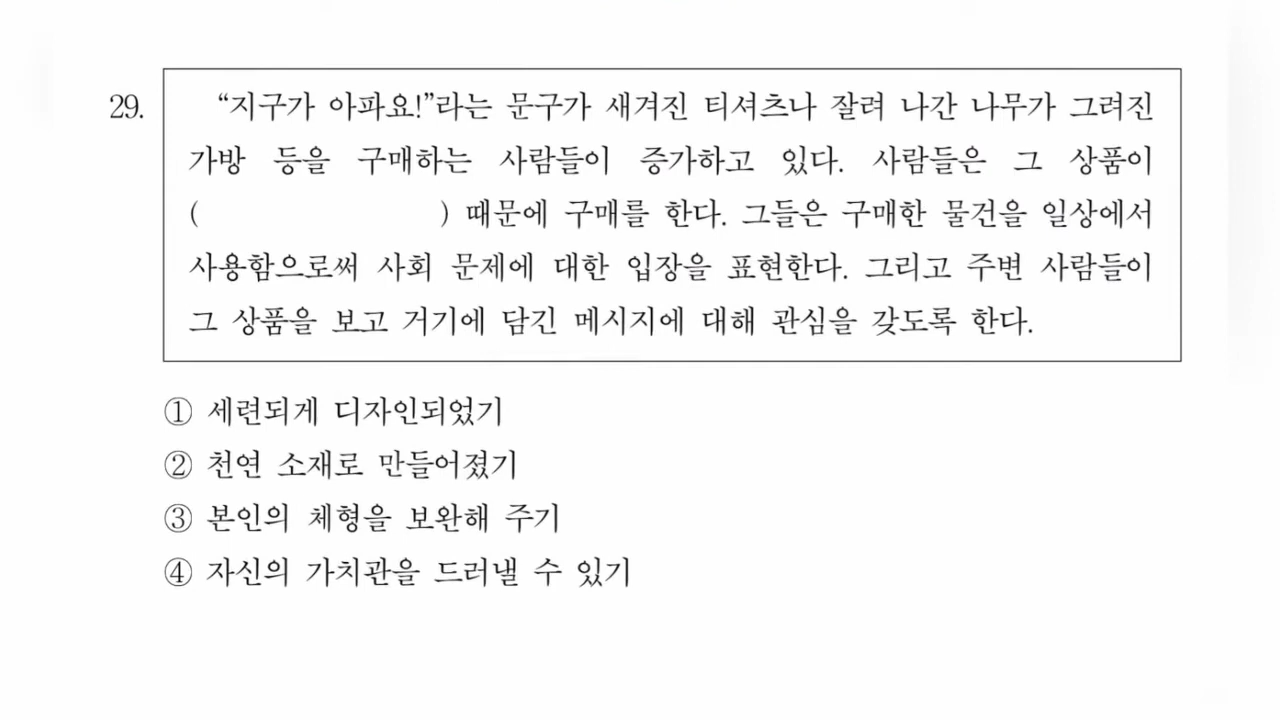 29. “지구가 아파요!”라는 문구가 새겨진 티셔츠나 잘려 나간 나무가 그려진
가방 등을 구매하는 사람들이 증가하고 있다. 사람들은 그 상품이
( ) 때문에 구매를 한다. 그들은 구매한 물건을 일상에서
사용함으로써 사회 문제에 대한 입장을 표현한다. 그리고 주변 사람들이
그 상품을 보고 거기에 담긴 메시지에 대해 관심을 갖도록 한다.
① 세련되게 디자인되었기
② 천연 소재로 만들어졌기
③ 본인의 체형을 보완해 주기
④ 자신의 가치관을 드러낼 수 있기